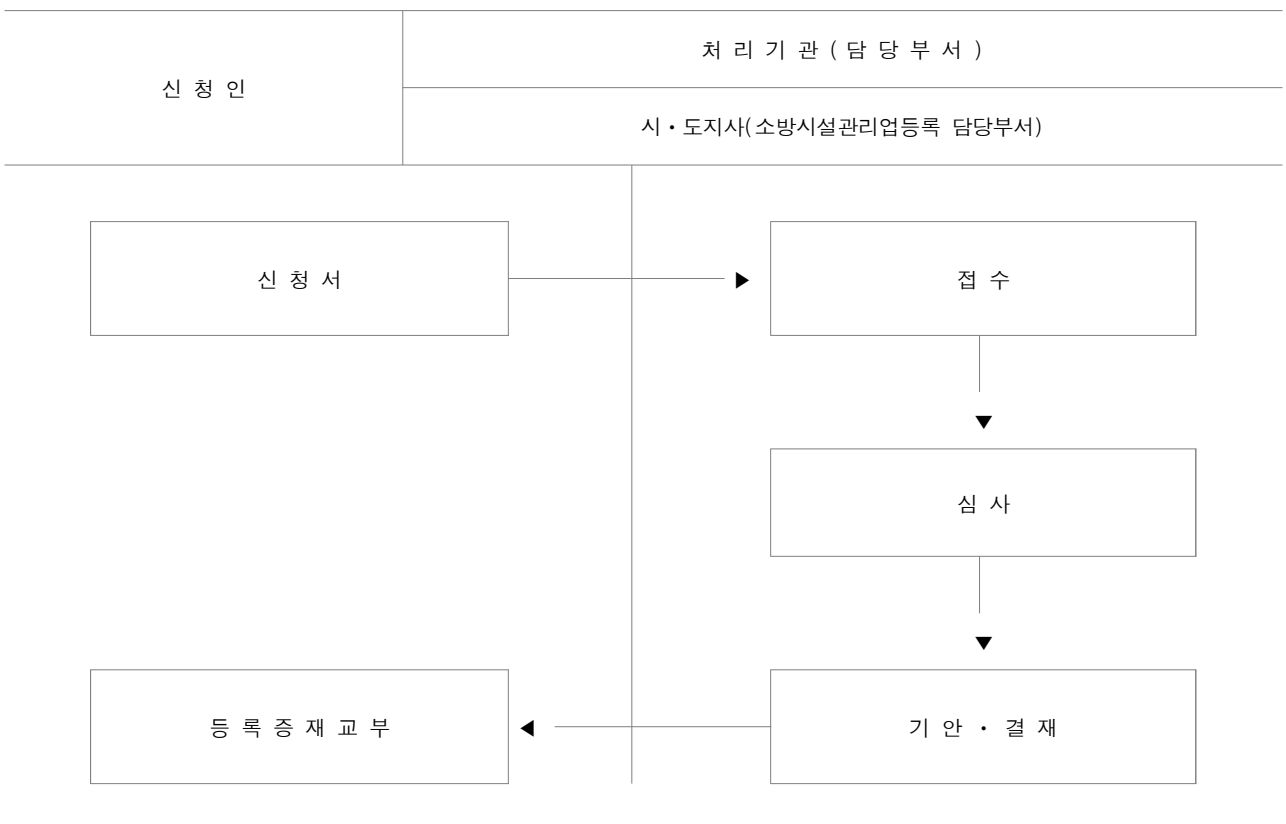 신 청 인
처 리 기 관 ( 담 당 부 서 )
시・도지사(소방시설관리업등록 담당부서)
신 청 서
접 수
심 사
기 안 ・ 결 재
등 록 증 재 교 부